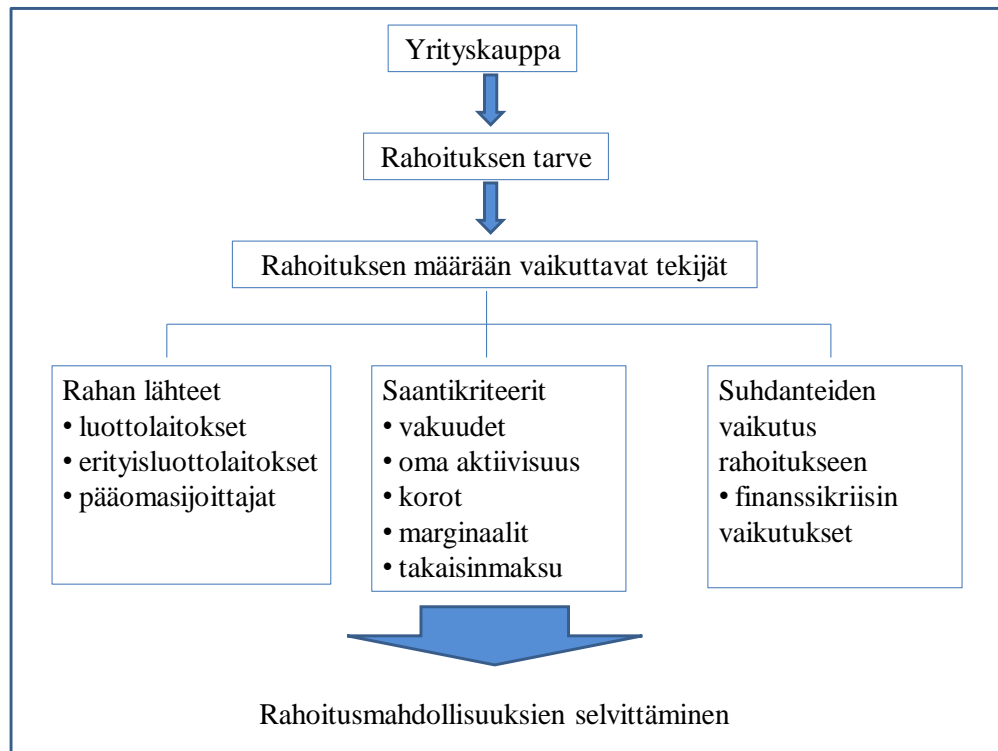 Yrityskauppa
Rahoituksen tarve
Rahoituksen määrään vaikuttavat tekijät
Rahan lähteet
• luottolaitokset
• erityisluottolaitokset
• pääomasijoittajat
Saantikriteerit
• vakuudet
• oma aktiivisuus
• korot
• marginaalit
• takaisinmaksu
Suhdanteiden
vaikutus
rahoitukseen
• finanssikriisin
vaikutukset
Rahoitusmahdollisuuksien selvittäminen